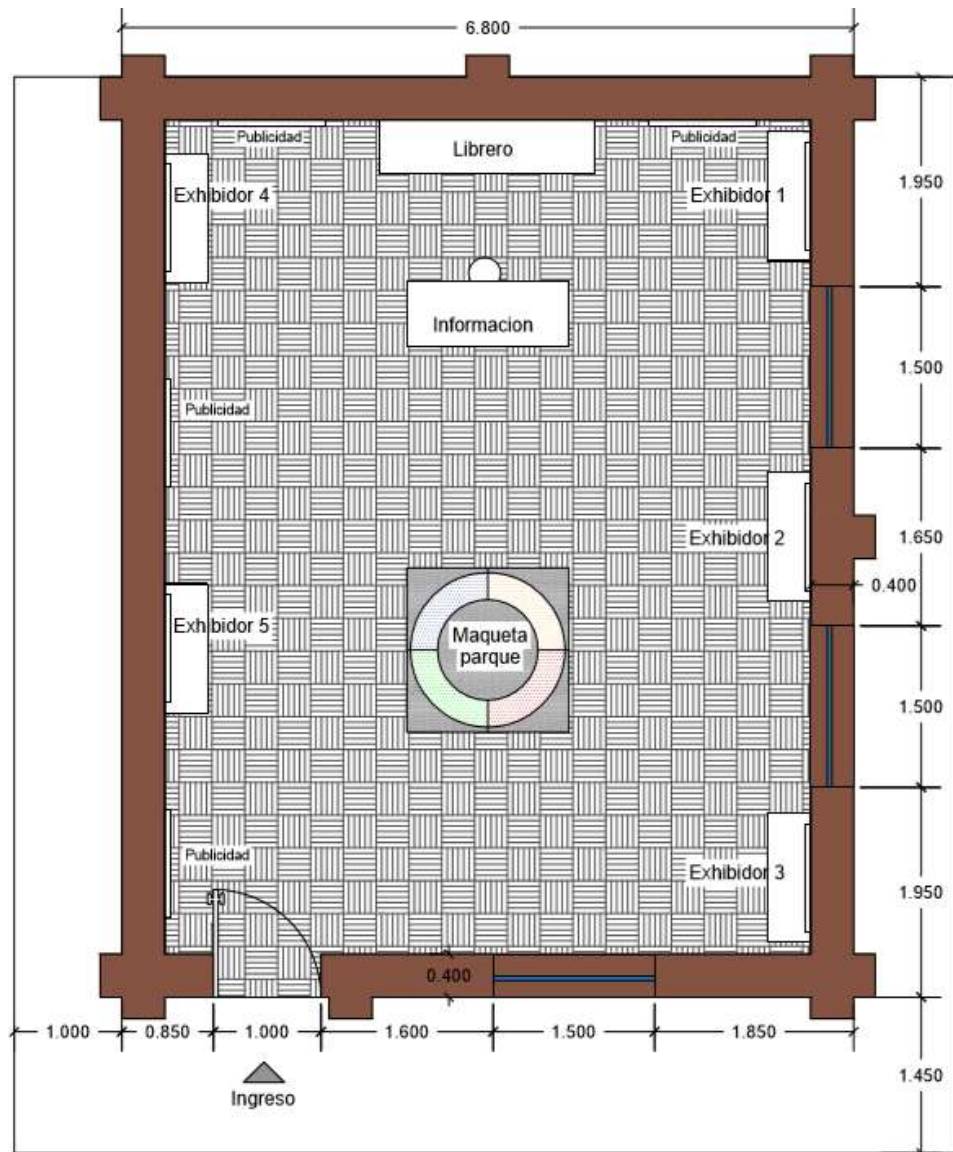 6.800
Publicidad
Librero
Publicidad
Exhibidor 4
Exhibidor 1
1.950
Informacion
1.500
Publicidad
Exhibidor 2
1.650
0.400
Exhibidor 5
Maqueta
parque
1.500
Publicidad
Exhibidor 3
1.950
0.400
1.000
0.850
1.000
1.600
1.500
1.850
1.450
Ingreso